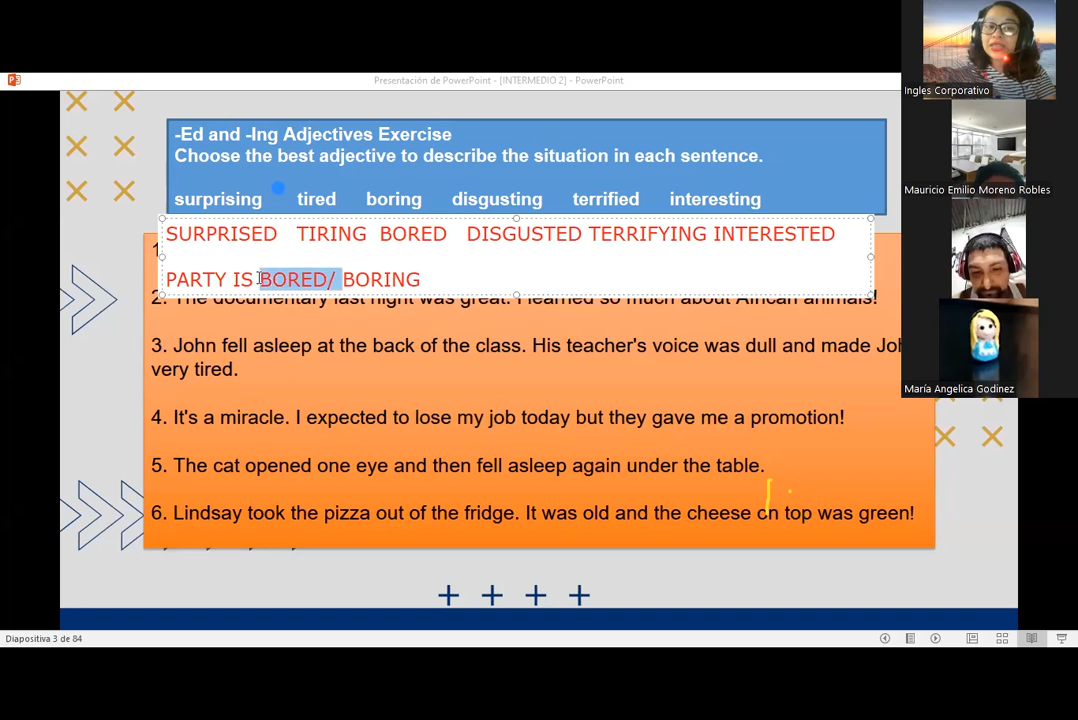 Presentación de PowerPoint - [INTERMEDIO 2] - PowerPoint
-Ed and -Ing Adjectives Exercise
Choose the best adjective to describe the situation in each sentence.
surprising tired boring disgusting terrified interesting
SURPRISED TIRING BORED DISGUSTED TERRIFYING INTERESTED
PARTY IS BORED/ BORING
2. The documentary last night was great. I learned so much about African animals!
3. John fell asleep at the back of the class. His teacher's voice was dull and made Joh
very tired.
4. It's a miracle. I expected to lose my job today but they gave me a promotion!
5. The cat opened one eye and then fell asleep again under the table.
6. Lindsay took the pizza out of the fridge. It was old and the cheese on top was green!
Diapositiva 3 de 84
Ingles Corporativo
Mauricio Emilio Moreno Robles
María Angelica Godinez